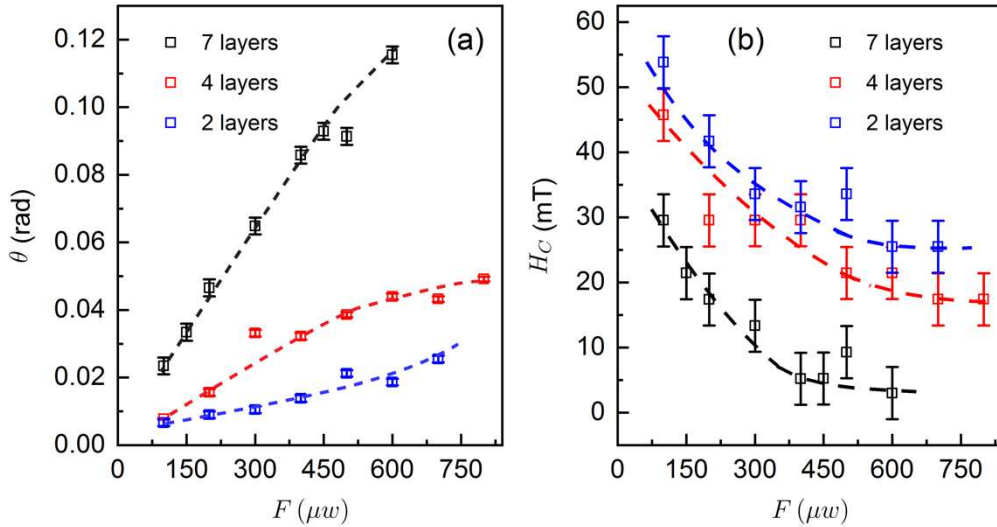 (a)
7 layers
4 layers
2 layers
θ (rad)
0.12
0.10
0.08
0.06
0.04
0.02
0.00
0 150 300 450 600 750
F (μw)
(b)
7 layers
4 layers
2 layers
H_C (mT)
60
50
40
30
20
10
0
0 150 300 450 600 750
F (μw)